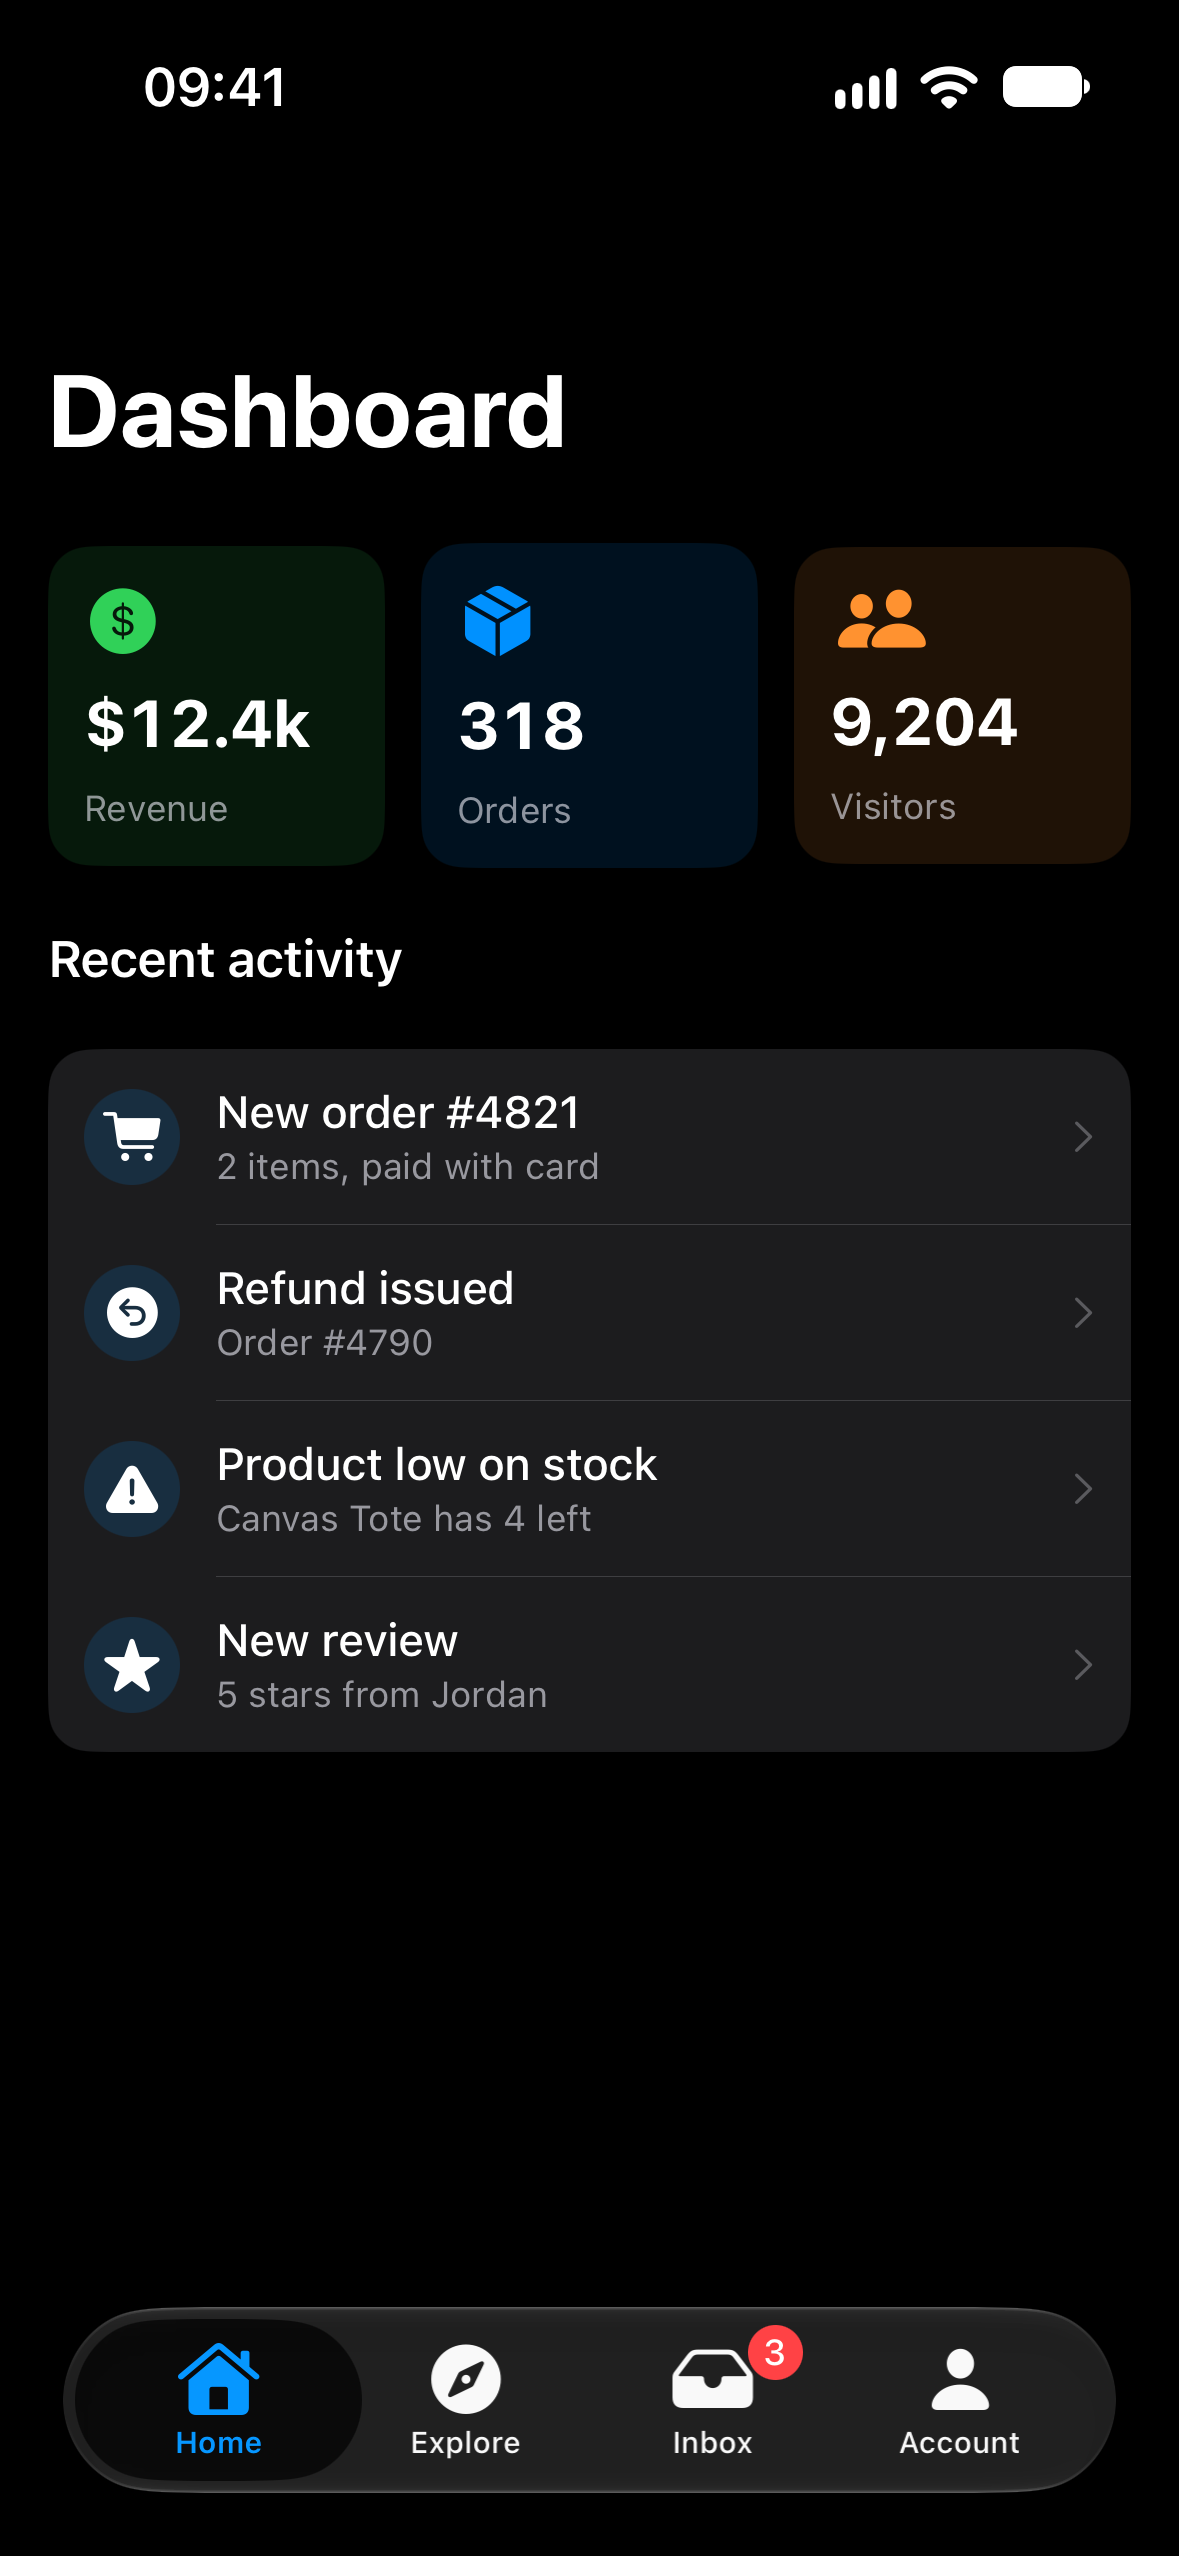 09:41
Dashboard
$12.4k
Revenue
318
Orders
9,204
Visitors
Recent activity
New order #4821
2 items, paid with card
Refund issued
Order #4790
Product low on stock
Canvas Tote has 4 left
New review
5 stars from Jordan
3
Home
Explore
Inbox
Account